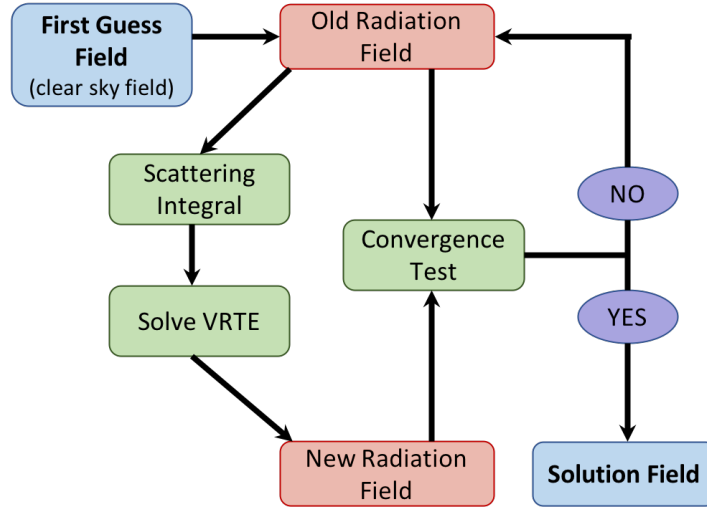 First Guess
Field
(clear sky field)
Old Radiation
Field
Scattering
Integral
Convergence
Test
NO
Solve VRTE
YES
New Radiation
Field
Solution Field